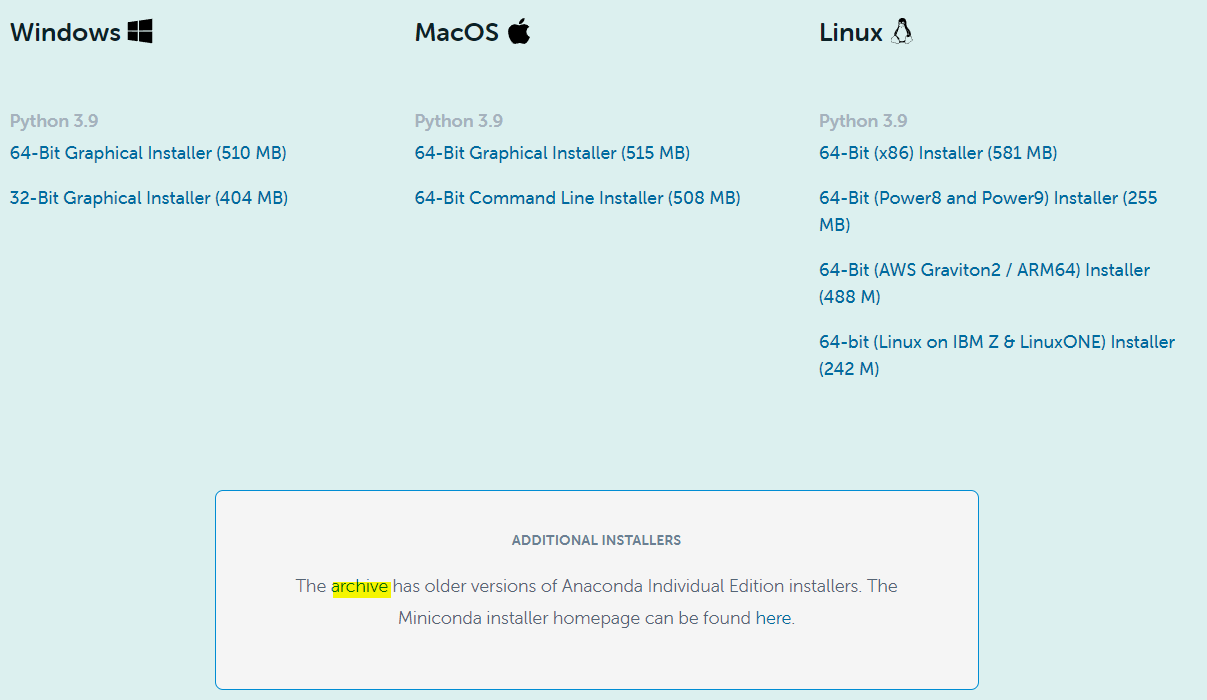 Windows
Python 3.9
64-Bit Graphical Installer (510 MB)
32-Bit Graphical Installer (404 MB)
MacOS
Python 3.9
64-Bit Graphical Installer (515 MB)
64-Bit Command Line Installer (508 MB)
Linux
Python 3.9
64-Bit (x86) Installer (581 MB)
64-Bit (Power8 and Power9) Installer (255
MB)
64-Bit (AWS Graviton2 / ARM64) Installer
(488 M)
64-bit (Linux on IBM Z & LinuxONE) Installer
(242 M)
ADDITIONAL INSTALLERS
The archive has older versions of Anaconda Individual Edition installers. The
Miniconda installer homepage can be found here.